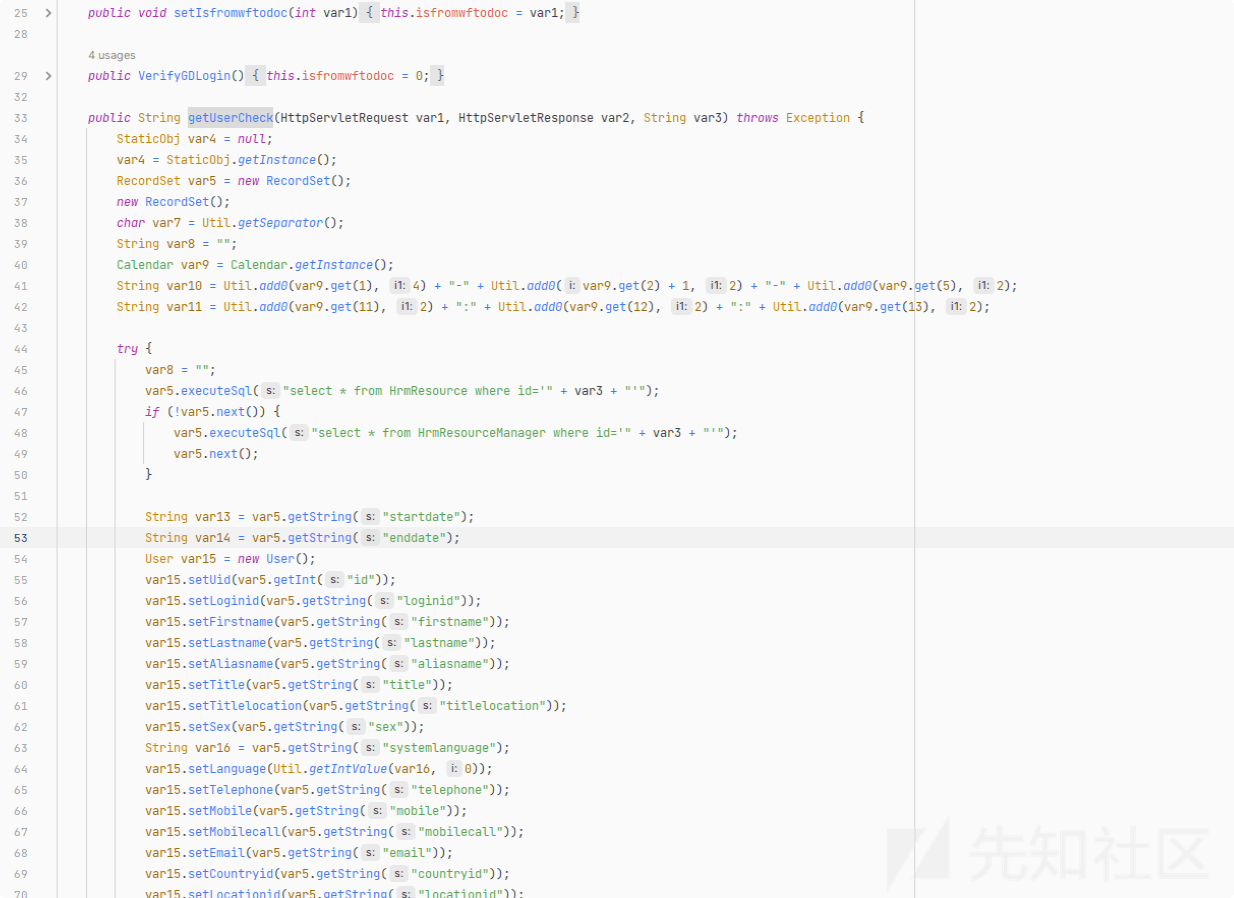 25 public void setIsfromwftodoc(int var1) { this.isfromwftodoc = var1; }
28
4 usages
29 public VerifyGDLogin() { this.isfromwftodoc = 0; }
32
33 public String getUserCheck(HttpServletRequest var1, HttpServletResponse var2, String var3) throws Exception {
34 StaticObj var4 = null;
35 var4 = StaticObj.getInstance();
36 RecordSet var5 = new RecordSet();
37 new RecordSet();
38 char var7 = Util.getSeparator();
39 String var8 = "";
40 Calendar var9 = Calendar.getInstance();
41 String var10 = Util.add0(var9.get(1), i1: 4) + "-" + Util.add0( i: var9.get(2) + 1, i1: 2) + "-" + Util.add0(var9.get(5), i1: 2);
42 String var11 = Util.add0(var9.get(11), i1: 2) + ":" + Util.add0(var9.get(12), i1: 2) + ":" + Util.add0(var9.get(13), i1: 2);
43
44 try {
45 var8 = "";
46 var5.executeSql( s: "select * from HrmResource where id='" + var3 + "'");
47 if (!var5.next()) {
48 var5.executeSql( s: "select * from HrmResourceManager where id='" + var3 + "'");
49 var5.next();
50 }
51
52 String var13 = var5.getString( s: "startdate");
53 String var14 = var5.getString( s: "enddate");
54 User var15 = new User();
55 var15.setUid(var5.getInt( s: "id"));
56 var15.setLoginid(var5.getString( s: "loginid"));
57 var15.setFirstname(var5.getString( s: "firstname"));
58 var15.setLastname(var5.getString( s: "lastname"));
59 var15.setAliasname(var5.getString( s: "aliasname"));
60 var15.setTitle(var5.getString( s: "title"));
61 var15.setTitlelocation(var5.getString( s: "titlelocation"));
62 var15.setSex(var5.getString( s: "sex"));
63 String var16 = var5.getString( s: "systemlanguage");
64 var15.setLanguage(Util.getIntValue(var16, i: 0));
65 var15.setTelephone(var5.getString( s: "telephone"));
66 var15.setMobile(var5.getString( s: "mobile"));
67 var15.setMobilecall(var5.getString( s: "mobilecall"));
68 var15.setEmail(var5.getString( s: "email"));
69 var15.setCountryid(var5.getString( s: "countryid"));
70 var15.setLocationid(var5.getString( s: "locationid"));
先知社区